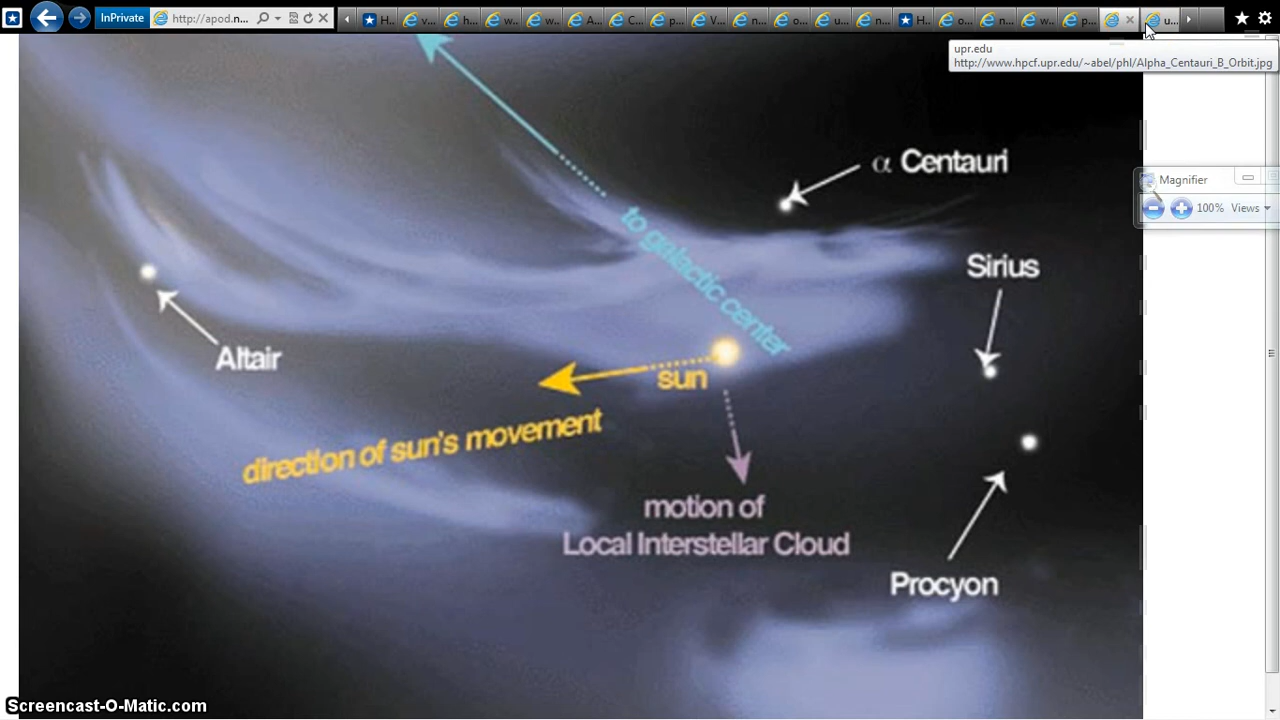 InPrivate
http://apod.n...
H... v... h... w... w... A... C... p... V... n... o... u... n... H... o... n... w... p... u...
upr.edu
http://www.hpcf.upr.edu/~abel/phl/Alpha_Centauri_B_Orbit.jpg
α Centauri
Magnifier
100% Views
to galactic center
Sirius
Altair
sun
direction of sun's movement
motion of
Local Interstellar Cloud
Procyon
Screencast-O-Matic.com